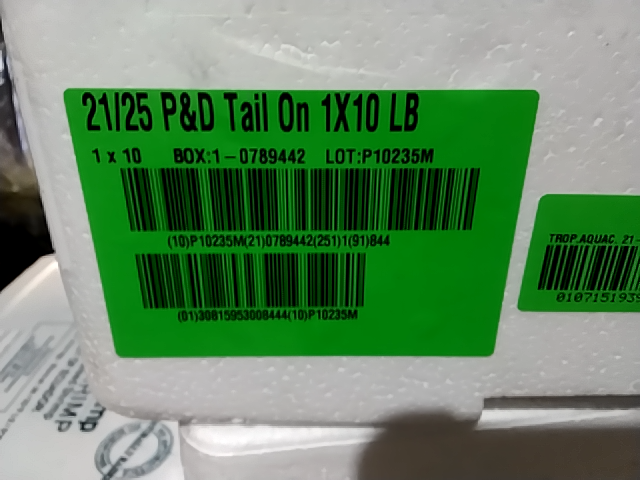 21/25 P&D Tail On 1X10 LB
1 x 10 BOX:1-0789442 LOT:P10235M
(10)P10235M(21)0789442(251)1(91)844
(01)30815953008444(10)P10235M
TROP.AQUAC. 21-
0107151939